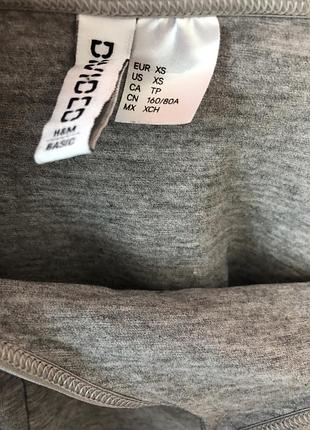 DIVIDED
H&M
BASIC
EUR XS
US XS
CA TP
CN 160/80A
MX XCH